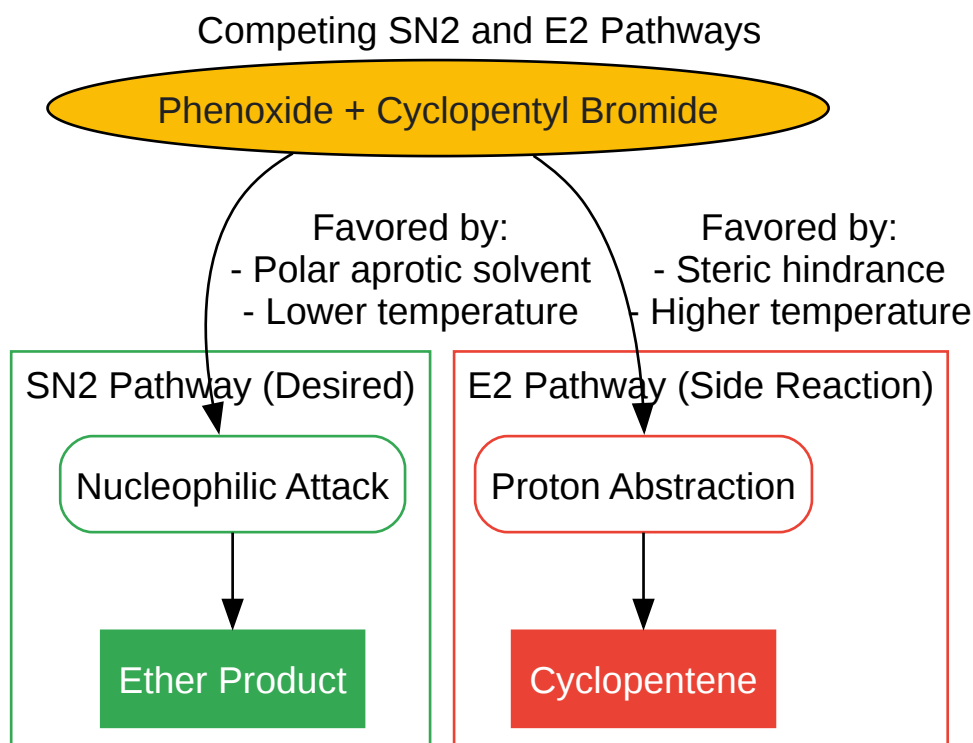 Competing SN2 and E2 Pathways
Phenoxide + Cyclopentyl Bromide
Favored by:
- Polar aprotic solvent
- Lower temperature
Favored by:
- Steric hindrance
- Higher temperature
SN2 Pathway (Desired)
Nucleophilic Attack
Ether Product
E2 Pathway (Side Reaction)
Proton Abstraction
Cyclopentene